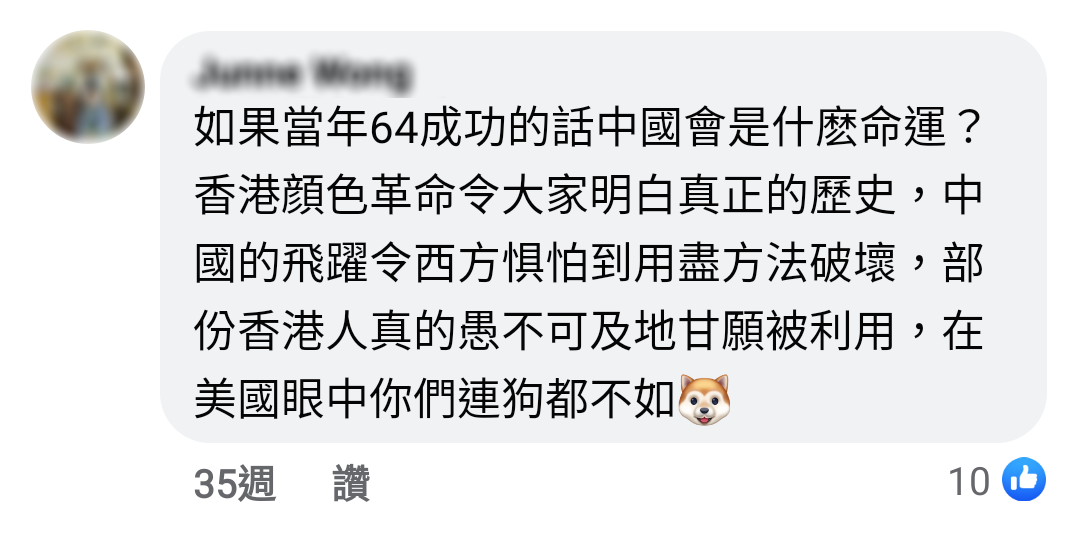 如果當年64成功的話中國會是什麽命運？
香港顔色革命令大家明白真正的歷史，中
國的飛躍令西方惧怕到用盡方法破壞，部
份香港人真的愚不可及地甘願被利用，在
美國眼中你們連狗都不如🐶
35週 讚
10